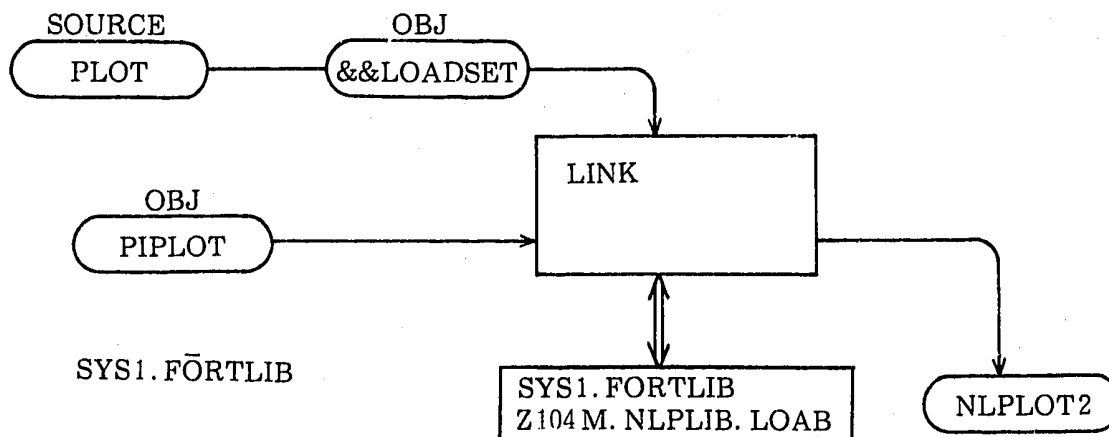 SOURCE
PLOT
OBJ
&&LOADSET
LINK
OBJ
PIPLOT
SYS1. FŌRTLIB
SYS1. FORTLIB
Z104M. NLPLIB. LOAB
NLPLOT2